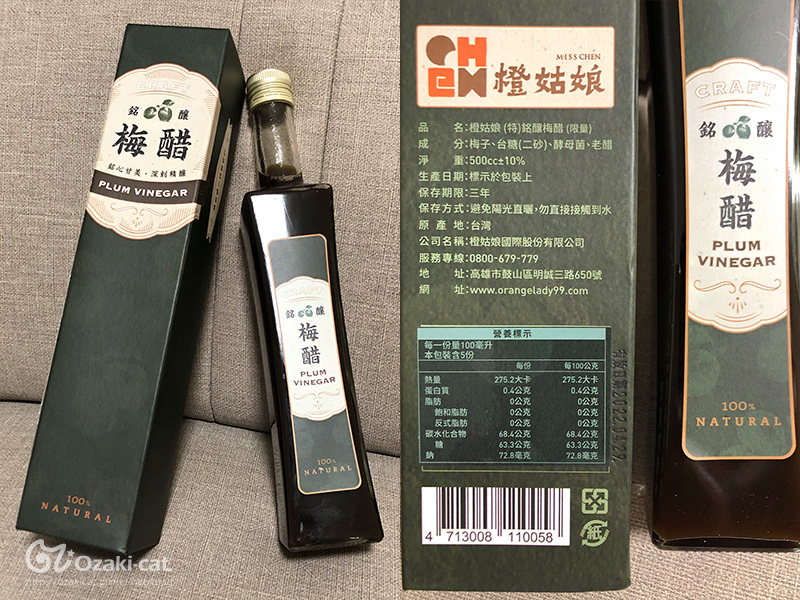 CRAFT
銘 釀
梅醋
銘心甘美·深刻精釀
PLUM VINEGAR
100%
NATURAL
CRAFT
銘 釀
梅醋
PLUM
VINEGAR
100%
NATURAL
Ozaki-cat
CHEN
MISS CHEN
橙姑娘
品 名:橙姑娘 (特)銘釀梅醋 (限量)
成 分:梅子、台糖(二砂)、酵母菌、老醋
淨 重:500cc±10%
生產日期:標示於包裝上
保存期限:三年
保存方式:避免陽光直曬,勿直接接觸到水
原 產 地:台灣
公司名稱:橙姑娘國際股份有限公司
服務專線:0800-679-779
地 址:高雄市鼓山區明誠三路650號
網 址:www.orangelady99.com
營養標示
每一份量100毫升
本包裝含5份
每份 每100公克
熱量 275.2大卡 275.2大卡
蛋白質 0.4公克 0.4公克
脂肪 0公克 0公克
飽和脂肪 0公克 0公克
反式脂肪 0公克 0公克
碳水化合物 68.4公克 68.4公克
糖 63.3公克 63.3公克
鈉 72.8毫克 72.8毫克
4 713008 110058
紙
CRAFT
銘 釀
梅醋
PLUM
VINEGAR
100%
NATURAL